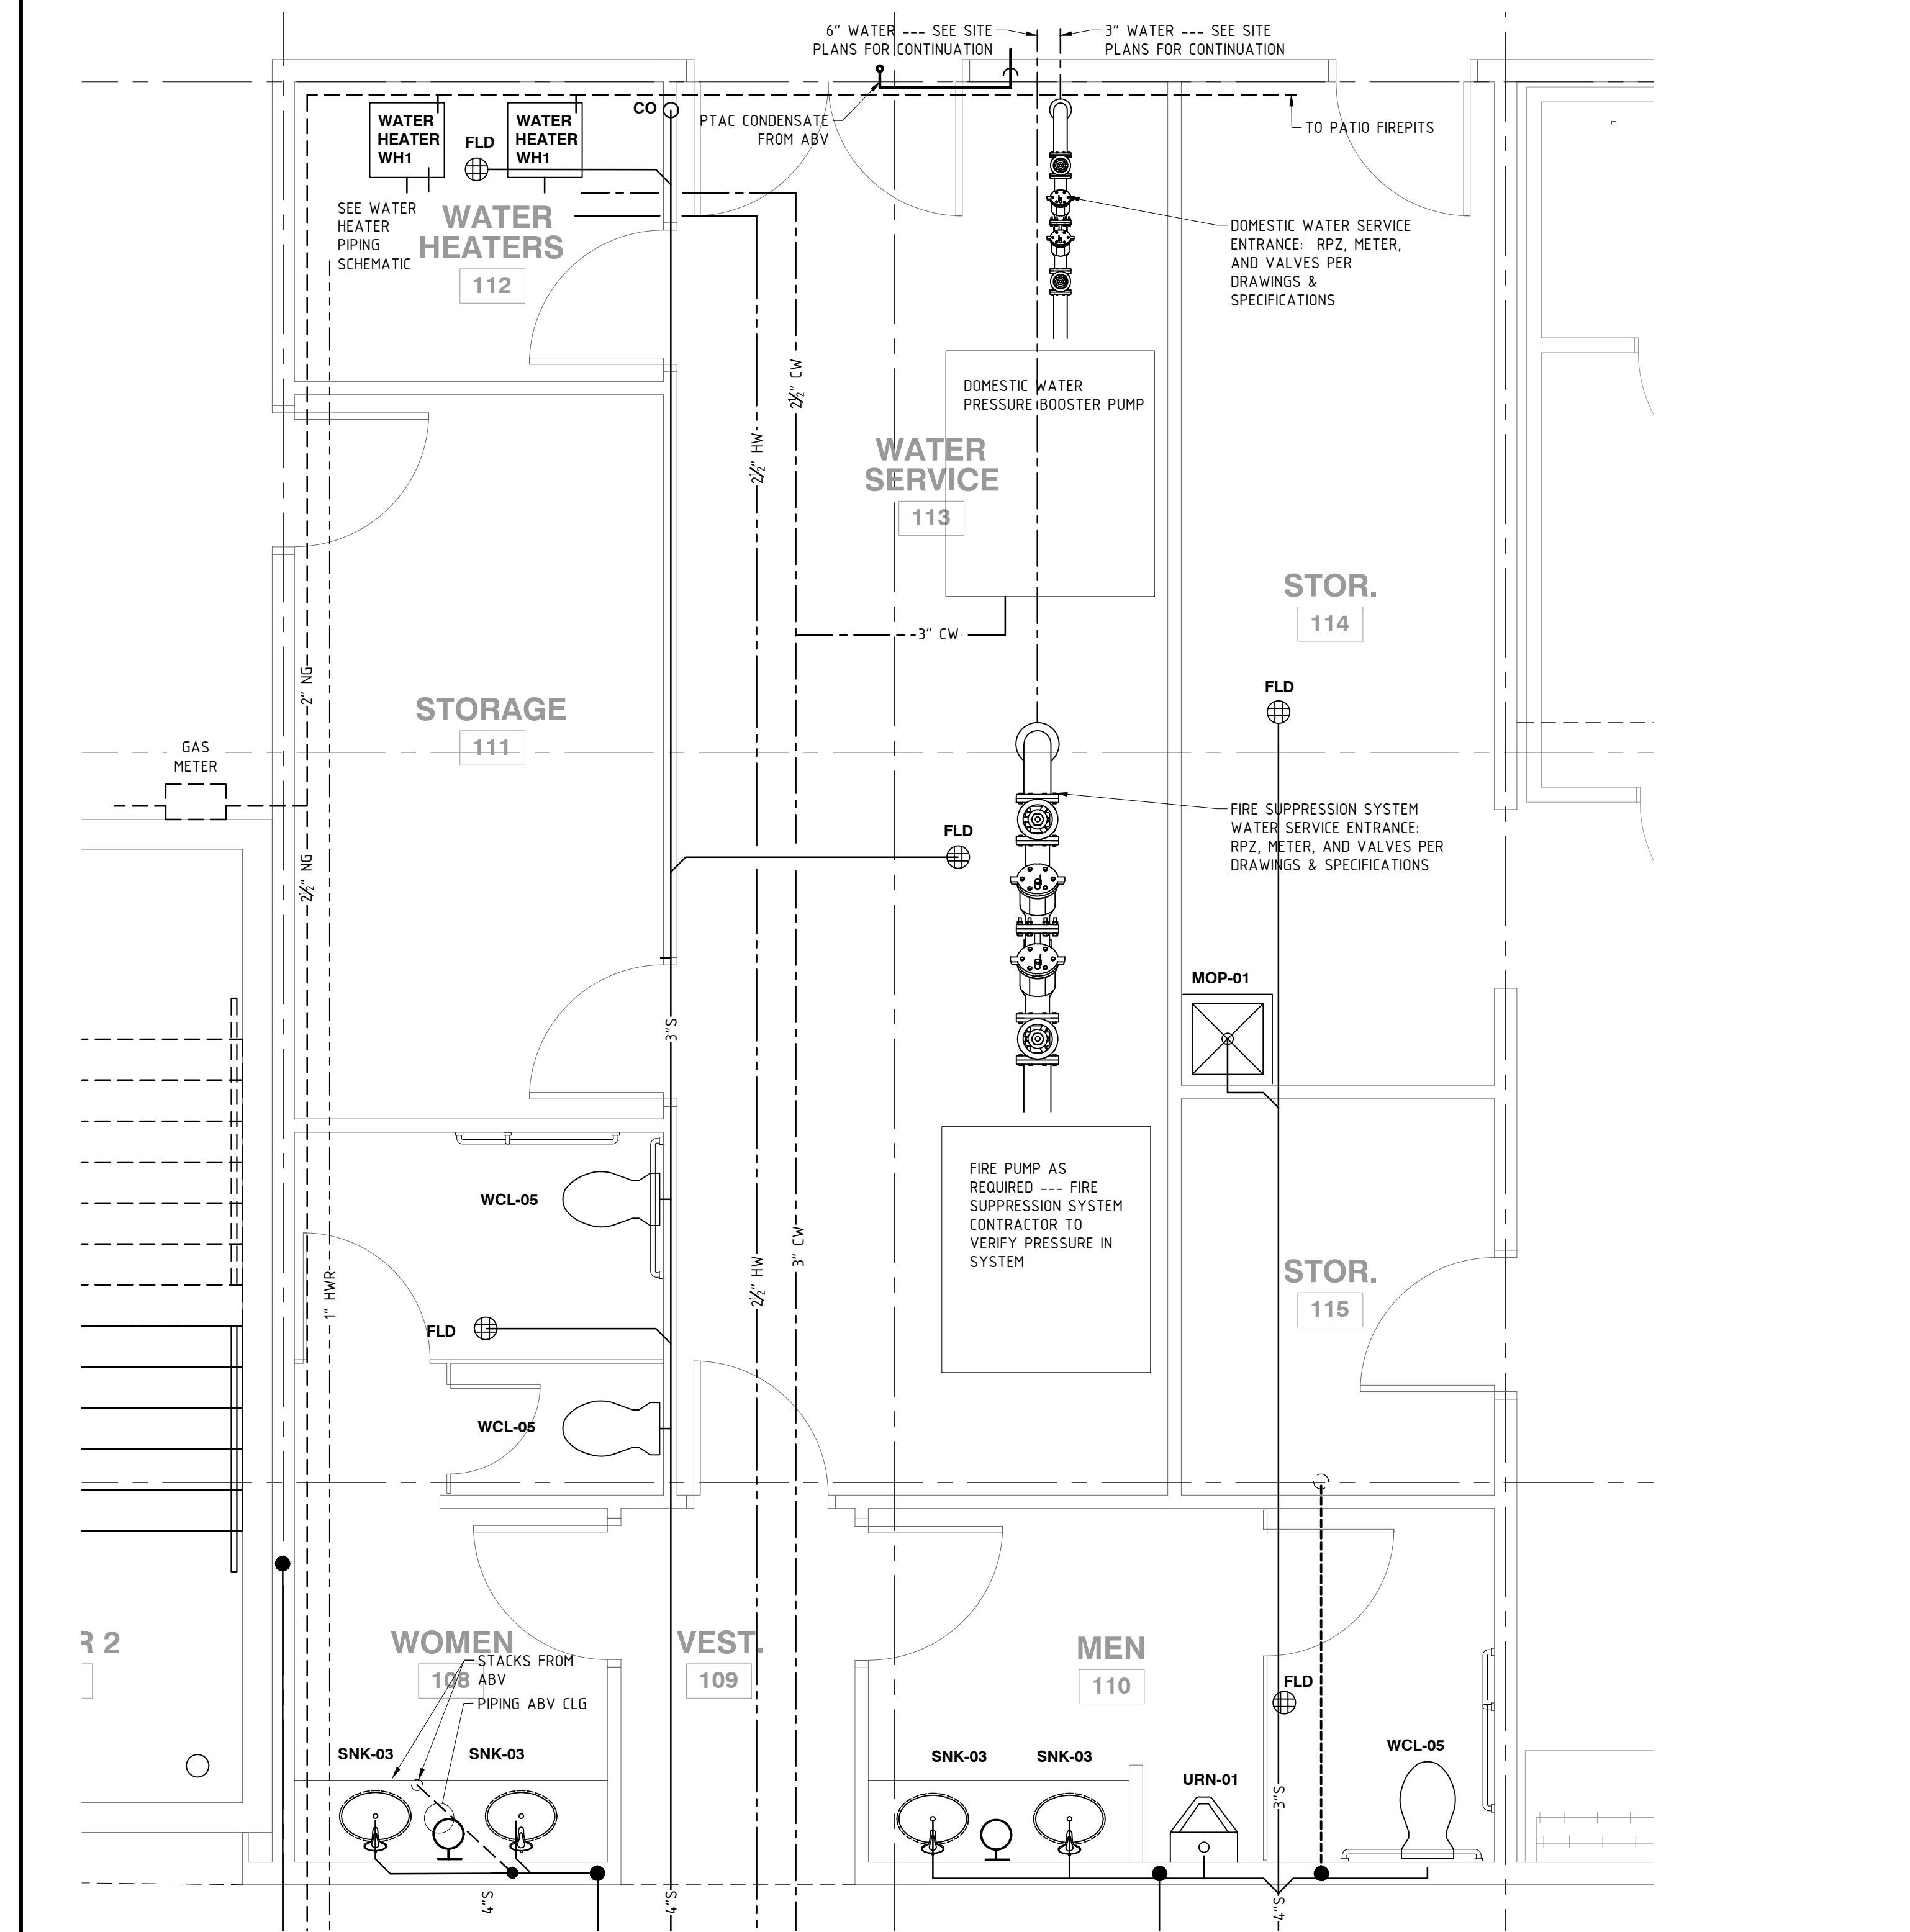 6" WATER --- SEE SITE
PLANS FOR CONTINUATION
3" WATER --- SEE SITE
PLANS FOR CONTINUATION
CO
PTAC CONDENSATE
FROM ABV
TO PATIO FIREPITS
WATER
HEATER
WH1
FLD
WATER
HEATER
WH1
SEE WATER
HEATER
PIPING
SCHEMATIC
WATER
HEATERS
112
DOMESTIC WATER SERVICE
ENTRANCE: RPZ, METER,
AND VALVES PER
DRAWINGS &
SPECIFICATIONS
2½" CW
2½" HW
DOMESTIC WATER
PRESSURE BOOSTER PUMP
WATER
SERVICE
113
STOR.
114
3" CW
2" NG
STORAGE
111
FLD
GAS
METER
2½" NG
FLD
FIRE SUPPRESSION SYSTEM
WATER SERVICE ENTRANCE:
RPZ, METER, AND VALVES PER
DRAWINGS & SPECIFICATIONS
MOP-01
3"S
WCL-05
FIRE PUMP AS
REQUIRED --- FIRE
SUPPRESSION SYSTEM
CONTRACTOR TO
VERIFY PRESSURE IN
SYSTEM
1" HWR
2½" HW
3" CW
STOR.
115
FLD
WCL-05
R 2
WOMEN
108
STACKS FROM
ABV
PIPING ABV CLG
VEST.
109
MEN
110
FLD
SNK-03
SNK-03
SNK-03
SNK-03
URN-01
WCL-05
3"S
4"S
4"S
4"S